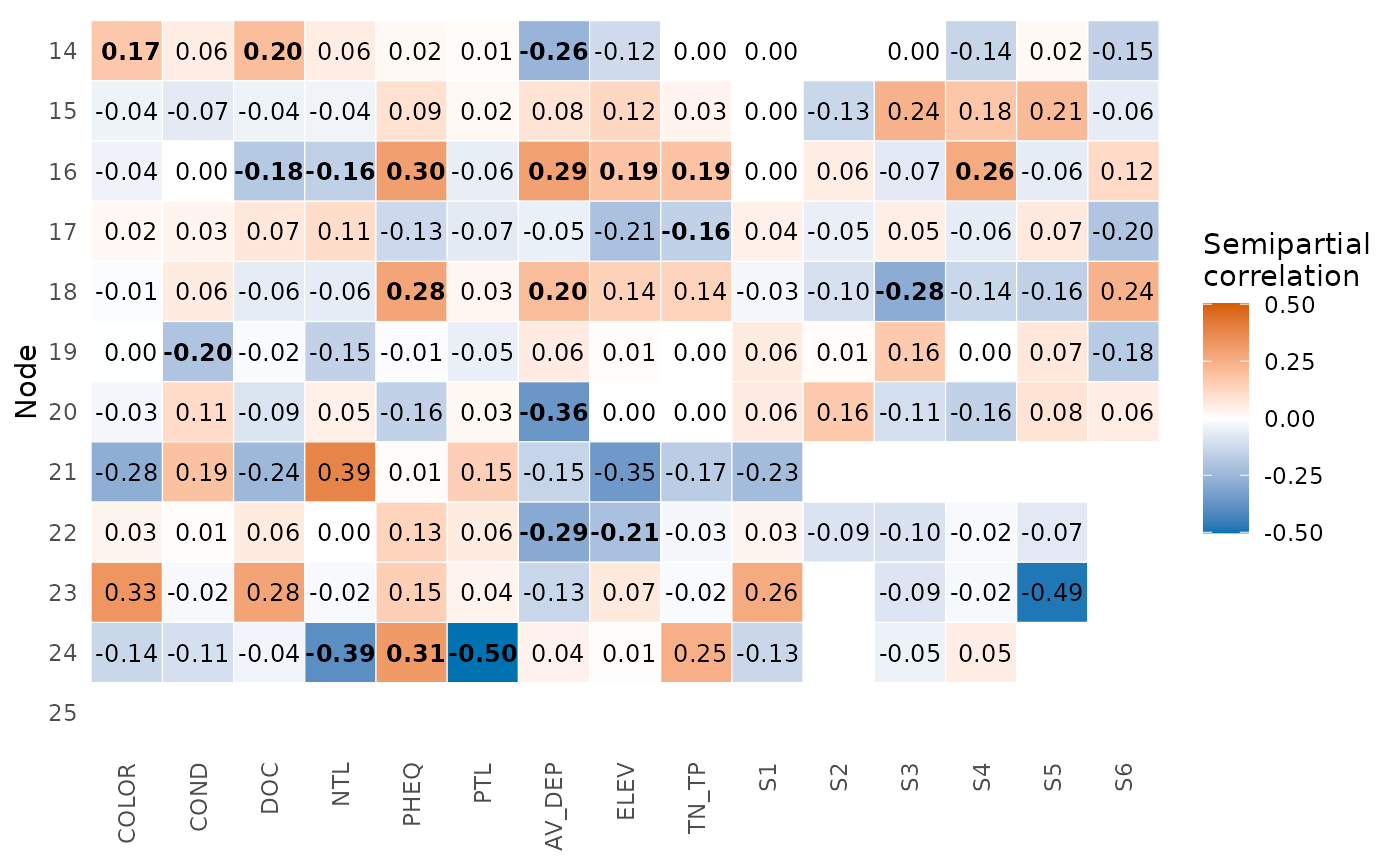 14 0.17 0.06 0.20 0.06 0.02 0.01 -0.26 -0.12 0.00 0.00 0.00 -0.14 0.02 -0.15
15 -0.04 -0.07 -0.04 -0.04 0.09 0.02 0.08 0.12 0.03 0.00 -0.13 0.24 0.18 0.21 -0.06
16 -0.04 0.00 -0.18 -0.16 0.30 -0.06 0.29 0.19 0.19 0.00 0.06 -0.07 0.26 -0.06 0.12
17 0.02 0.03 0.07 0.11 -0.13 -0.07 -0.05 -0.21 -0.16 0.04 -0.05 0.05 -0.06 0.07 -0.20
18 -0.01 0.06 -0.06 -0.06 0.28 0.03 0.20 0.14 0.14 -0.03 -0.10 -0.28 -0.14 -0.16 0.24
19 0.00 -0.20 -0.02 -0.15 -0.01 -0.05 0.06 0.01 0.00 0.06 0.01 0.16 0.00 0.07 -0.18
20 -0.03 0.11 -0.09 0.05 -0.16 0.03 -0.36 0.00 0.00 0.06 0.16 -0.11 -0.16 0.08 0.06
21 -0.28 0.19 -0.24 0.39 0.01 0.15 -0.15 -0.35 -0.17 -0.23
22 0.03 0.01 0.06 0.00 0.13 0.06 -0.29 -0.21 -0.03 0.03 -0.09 -0.10 -0.02 -0.07
23 0.33 -0.02 0.28 -0.02 0.15 0.04 -0.13 0.07 -0.02 0.26 -0.09 -0.02 -0.49
24 -0.14 -0.11 -0.04 -0.39 0.31 -0.50 0.04 0.01 0.25 -0.13 -0.05 0.05
25
COLOR COND DOC NTL PHEQ PTL AV_DEP ELEV TN_TP S1 S2 S3 S4 S5 S6
Node
Semipartial
correlation
0.50
0.25
0.00
-0.25
-0.50